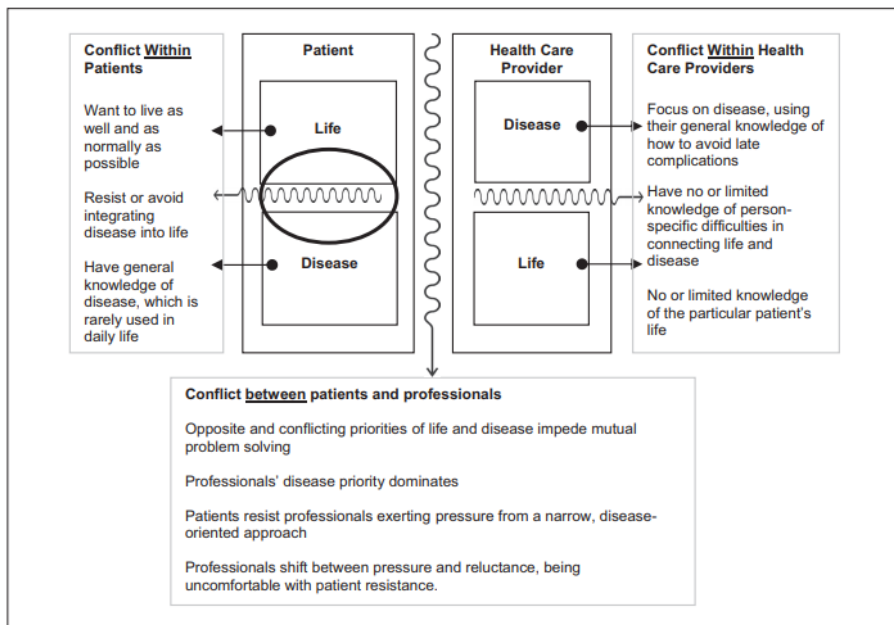 Conflict Within
Patients
Want to live as
well and as
normally as
possible
Resist or avoid
integrating
disease into life
Have general
knowledge of
disease, which is
rarely used in
daily life
Patient
Life
Disease
Health Care
Provider
Disease
Life
Conflict Within Health
Care Providers
Focus on disease, using
their general knowledge of
how to avoid late
complications
Have no or limited
knowledge of person-
specific difficulties in
connecting life and
disease
No or limited knowledge
of the particular patient's
life
Conflict between patients and professionals
Opposite and conflicting priorities of life and disease impede mutual
problem solving
Professionals' disease priority dominates
Patients resist professionals exerting pressure from a narrow, disease-
oriented approach
Professionals shift between pressure and reluctance, being
uncomfortable with patient resistance.